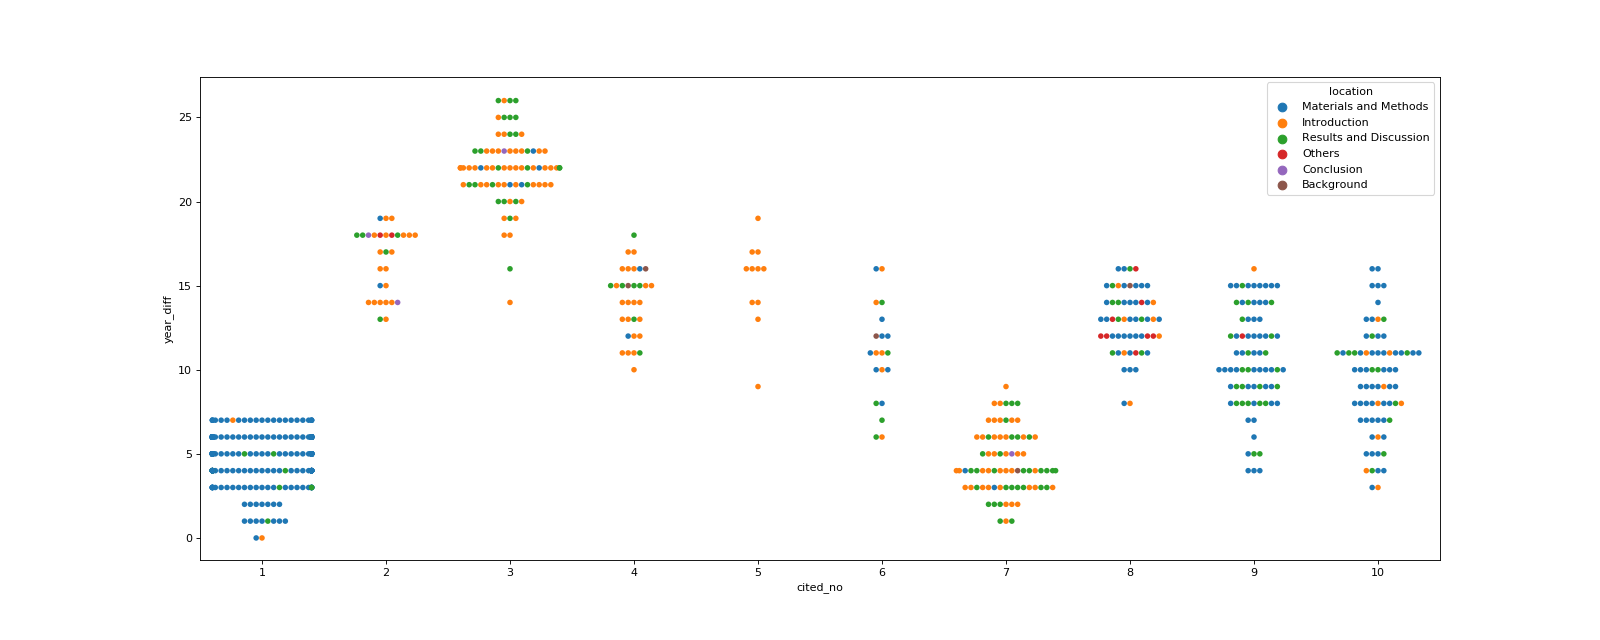 location
Materials and Methods
Introduction
Results and Discussion
Others
Conclusion
Background
year_diff
25
20
15
10
5
0
1 2 3 4 5 6 7 8 9 10
cited_no